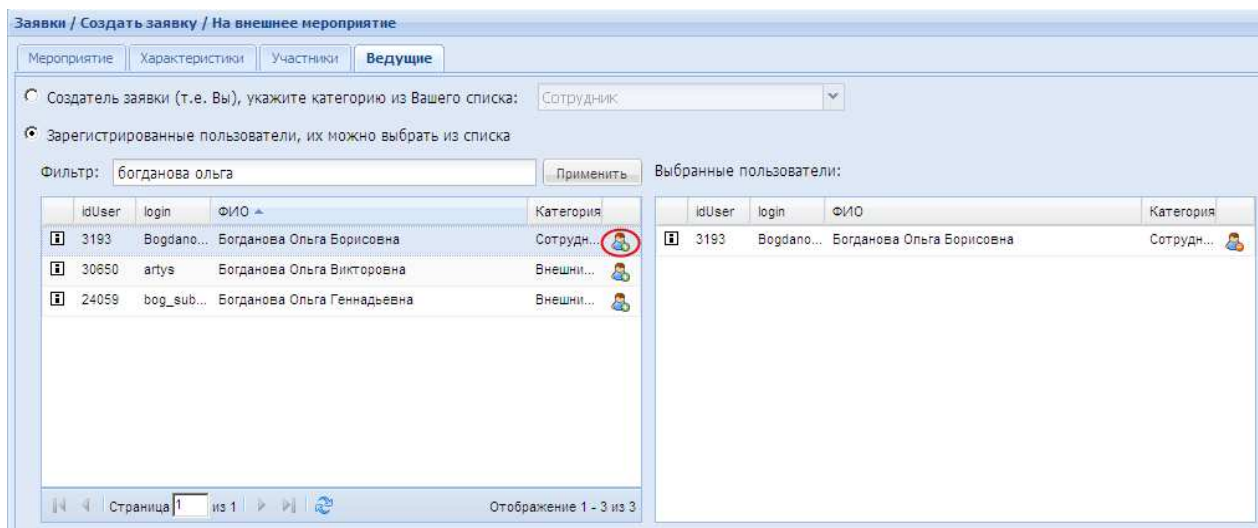 Заявки / Создать заявку / На внешнее мероприятие
Мероприятие Характеристики Участники Ведущие
Создатель заявки (т.е. Вы), укажите категорию из Вашего списка: Сотрудник
Зарегистрированные пользователи, их можно выбрать из списка
Фильтр: богданова ольга Применить Выбранные пользователи:
idUser login ФИО Категория idUser login ФИО Категория
3193 Bogdano... Богданова Ольга Борисовна Сотрудн... 3193 Bogdano... Богданова Ольга Борисовна Сотрудн...
30650 artys Богданова Ольга Викторовна Внешни...
24059 bog_sub... Богданова Ольга Геннадьевна Внешни...
Страница 1 из 1 Отображение 1 - 3 из 3